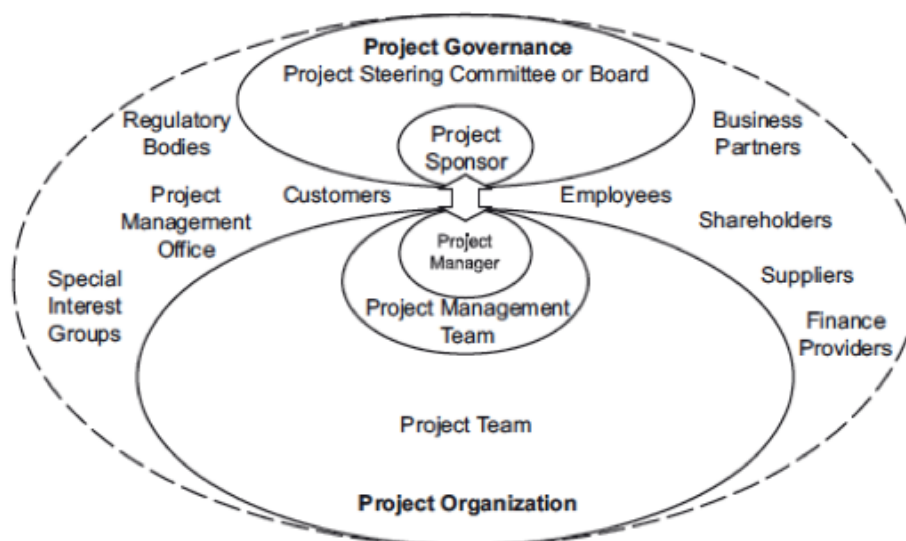 Project Governance
Project Steering Committee or Board
Regulatory
Bodies
Project
Sponsor
Business
Partners
Project
Management
Office
Customers
Employees
Shareholders
Project
Manager
Special
Interest
Groups
Suppliers
Project Management
Team
Finance
Providers
Project Team
Project Organization